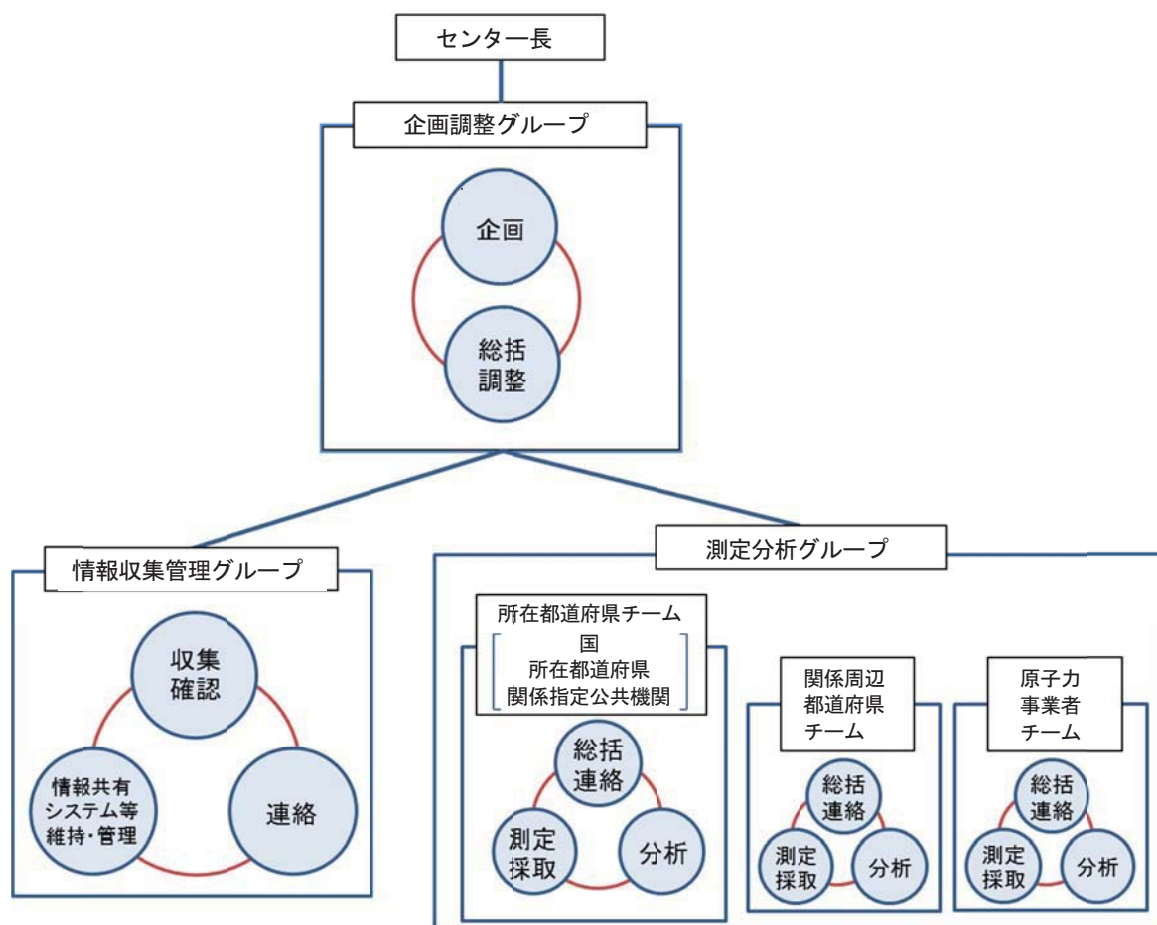 センター長
企画調整グループ
企画
総括
調整
情報収集管理グループ
収集
確認
情報共有
システム等
維持・管理
連絡
測定分析グループ
所在都道府県チーム
国
所在都道府県
関係指定公共機関
総括
連絡
測定
採取
分析
関係周辺
都道府県
チーム
総括
連絡
測定
採取
分析
原子力
事業者
チーム
総括
連絡
測定
採取
分析